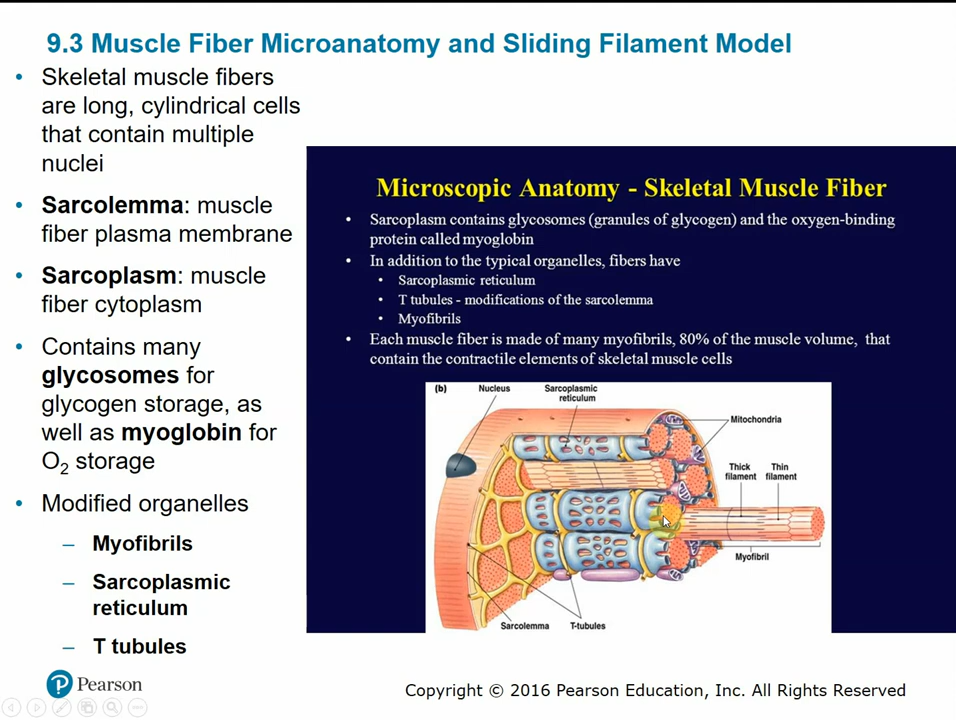 9.3 Muscle Fiber Microanatomy and Sliding Filament Model
• Skeletal muscle fibers
are long, cylindrical cells
that contain multiple
nuclei
• Sarcolemma: muscle
fiber plasma membrane
• Sarcoplasm: muscle
fiber cytoplasm
• Contains many
glycosomes for
glycogen storage, as
well as myoglobin for
O₂ storage
• Modified organelles
– Myofibrils
– Sarcoplasmic
reticulum
– T tubules
Microscopic Anatomy - Skeletal Muscle Fiber
• Sarcoplasm contains glycosomes (granules of glycogen) and the oxygen-binding
protein called myoglobin
• In addition to the typical organelles, fibers have
• Sarcoplasmic reticulum
• T tubules - modifications of the sarcolemma
• Myofibrils
• Each muscle fiber is made of many myofibrils, 80% of the muscle volume, that
contain the contractile elements of skeletal muscle cells
(b)
Nucleus
Sarcoplasmic
reticulum
Mitochondria
Thick
filament
Thin
filament
Myofibril
Sarcolemma
T-tubules
Pearson
Copyright © 2016 Pearson Education, Inc. All Rights Reserved